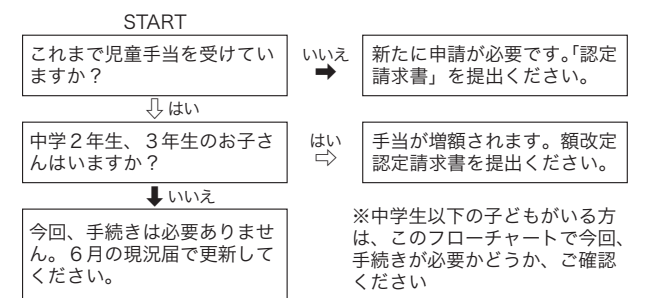 START
これまで児童手当を受けてい
ますか？
いいえ
新たに申請が必要です。「認定
請求書」を提出ください。
はい
中学２年生、３年生のお子さ
んはいますか？
はい
手当が増額されます。額改定
認定請求書を提出ください。
いいえ
今回、手続きは必要ありませ
ん。６月の現況届で更新して
ください。
※中学生以下の子どもがいる方
は、このフローチャートで今回、
手続きが必要かどうか、ご確認
ください